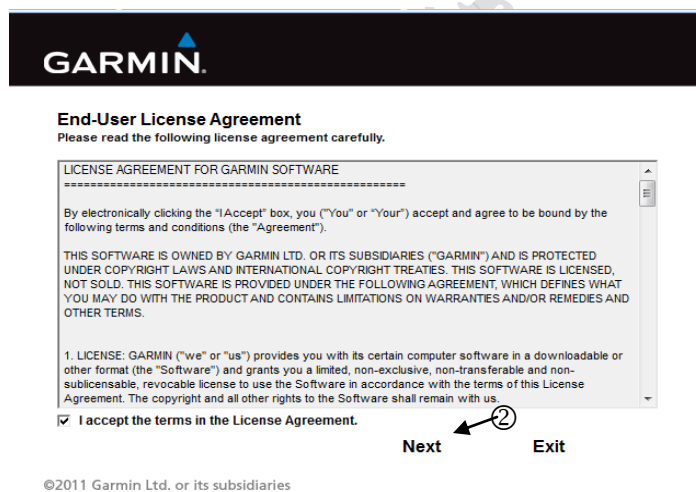 GARMIN.
End-User License Agreement
Please read the following license agreement carefully.
LICENSE AGREEMENT FOR GARMIN SOFTWARE
====================================================
By electronically clicking the "I Accept" box, you ("You" or "Your") accept and agree to be bound by the
following terms and conditions (the "Agreement").
THIS SOFTWARE IS OWNED BY GARMIN LTD. OR ITS SUBSIDIARIES ("GARMIN") AND IS PROTECTED
UNDER COPYRIGHT LAWS AND INTERNATIONAL COPYRIGHT TREATIES. THIS SOFTWARE IS LICENSED,
NOT SOLD. THIS SOFTWARE IS PROVIDED UNDER THE FOLLOWING AGREEMENT, WHICH DEFINES WHAT
YOU MAY DO WITH THE PRODUCT AND CONTAINS LIMITATIONS ON WARRANTIES AND/OR REMEDIES AND
OTHER TERMS.
1. LICENSE: GARMIN ("we" or "us") provides you with its certain computer software in a downloadable or
other format (the "Software") and grants you a limited, non-exclusive, non-transferable and non-
sublicensable, revocable license to use the Software in accordance with the terms of this License
Agreement. The copyright and all other rights to the Software shall remain with us.
I accept the terms in the License Agreement.
②
Next Exit
©2011 Garmin Ltd. or its subsidiaries